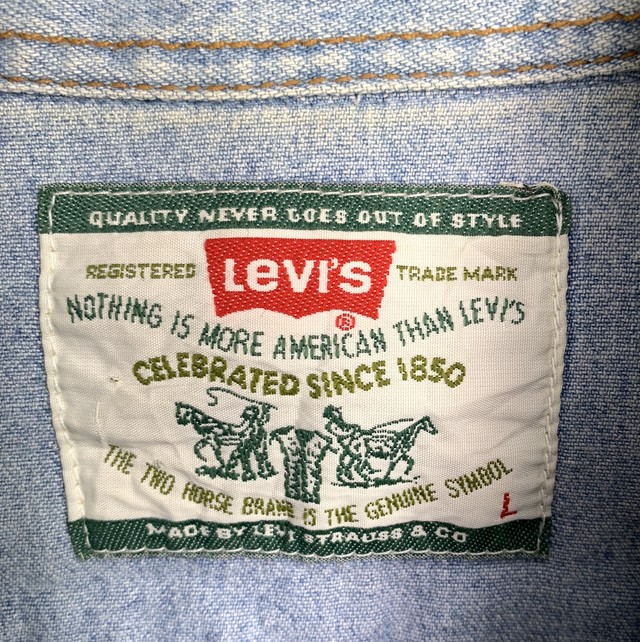 QUALITY NEVER GOES OUT OF STYLE
REGISTERED LEVI'S TRADE MARK
®
NOTHING IS MORE AMERICAN THAN LEVI'S
CELEBRATED SINCE 1850
THE TWO HORSE BRAND IS THE GENUINE SYMBOL
L
MADE BY LEVI STRAUSS & CO